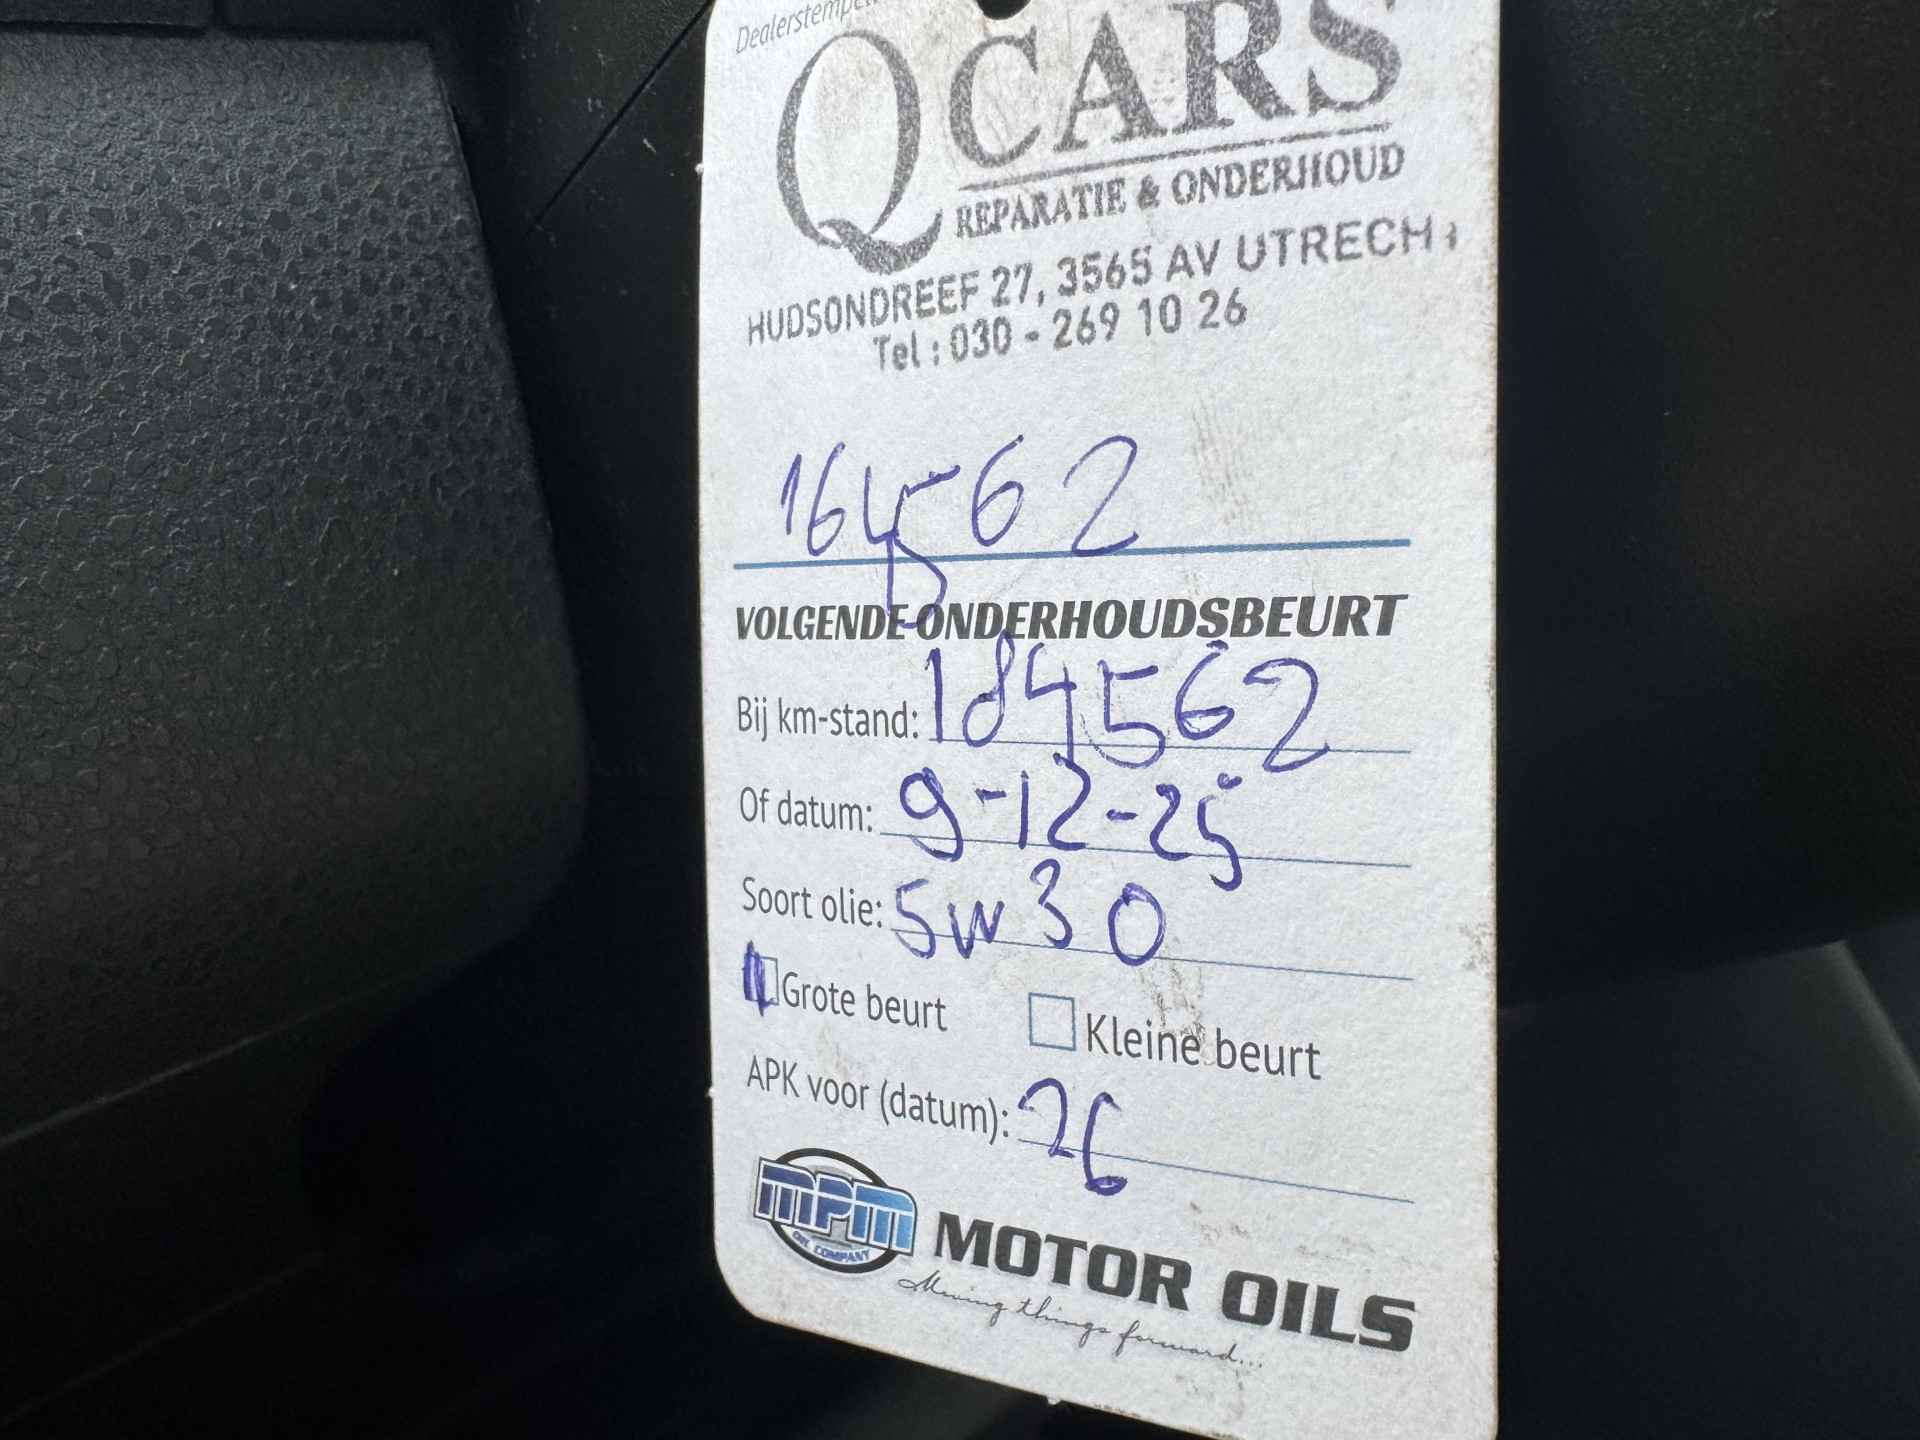 Dealerstempel:
QCARS
REPARATIE & ONDERHOUD
HUDSONDREEF 27, 3565 AV UTRECHT
Tel : 030 - 269 10 26
164562
VOLGENDE ONDERHOUDSBEURT
Bij km-stand: 184562
Of datum: 9-12-25
Soort olie: 5W30
Grote beurt Kleine beurt
APK voor (datum): 26
MPM OIL COMPANY MOTOR OILS
Moving things forward...